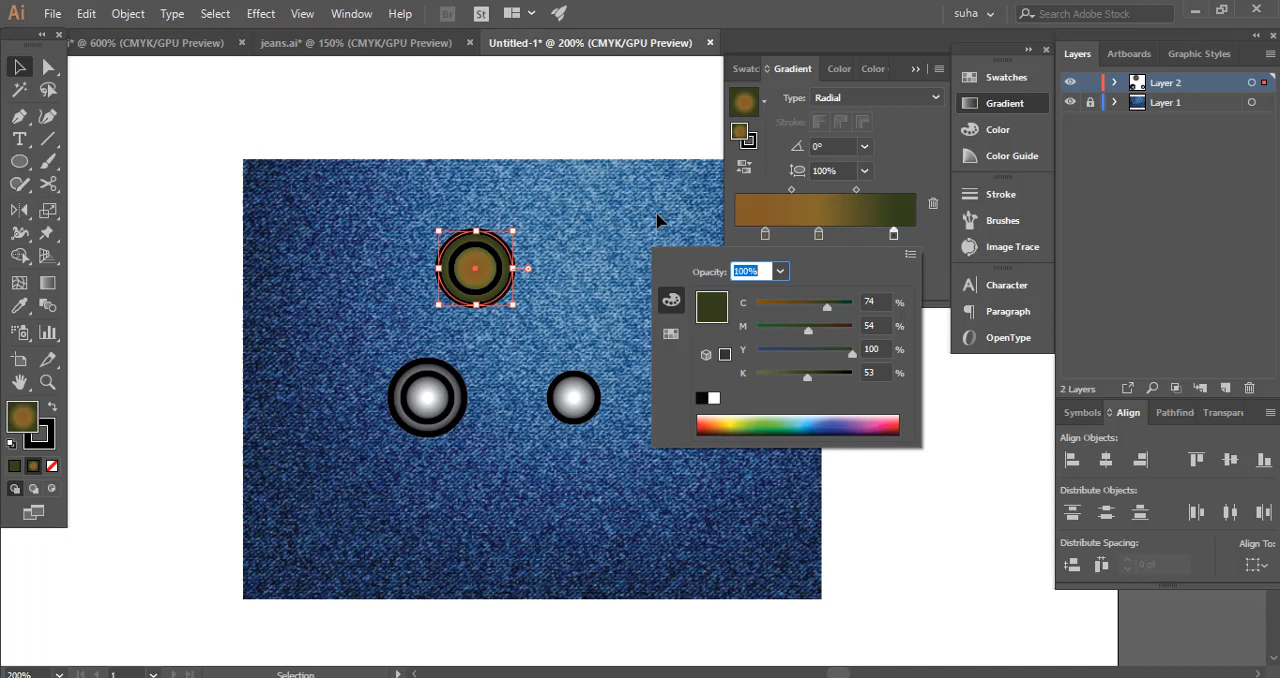 Ai File Edit Object Type Select Effect View Window Help Br St suha Search Adobe Stock
i* @ 600% (CMYK/GPU Preview) × jeans.ai* @ 150% (CMYK/GPU Preview) × Untitled-1* @ 200% (CMYK/GPU Preview) ×
Swatc Gradient Color Color
Type: Radial
Stroke:
0°
100%
Opacity: 100%
C 74 %
M 54 %
Y 100 %
K 53 %
Swatches
Gradient
Color
Color Guide
Stroke
Brushes
Image Trace
Character
Paragraph
OpenType
Layers Artboards Graphic Styles
Layer 2
Layer 1
2 Layers
Symbols Align Pathfind Transpare
Align Objects:
Distribute Objects:
Distribute Spacing: Align To:
0 pt
200% 1 Selection